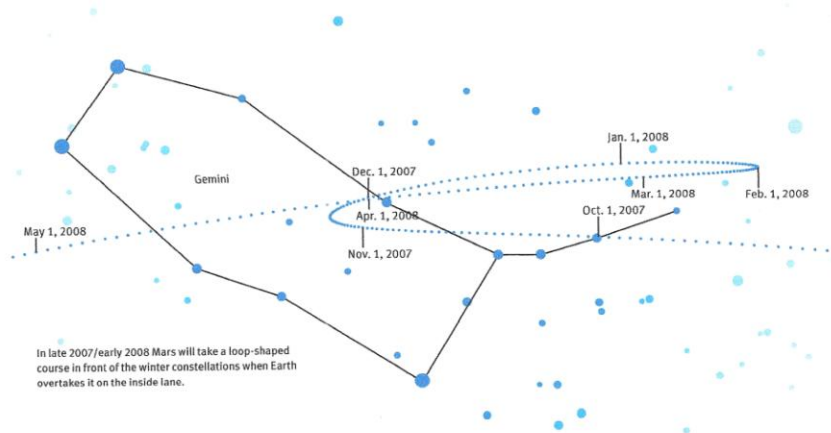 Jan. 1, 2008
Gemini
Dec. 1, 2007
Mar. 1, 2008
Feb. 1, 2008
Apr. 1, 2008
Oct. 1, 2007
May 1, 2008
Nov. 1, 2007
In late 2007/early 2008 Mars will take a loop-shaped
course in front of the winter constellations when Earth
overtakes it on the inside lane.